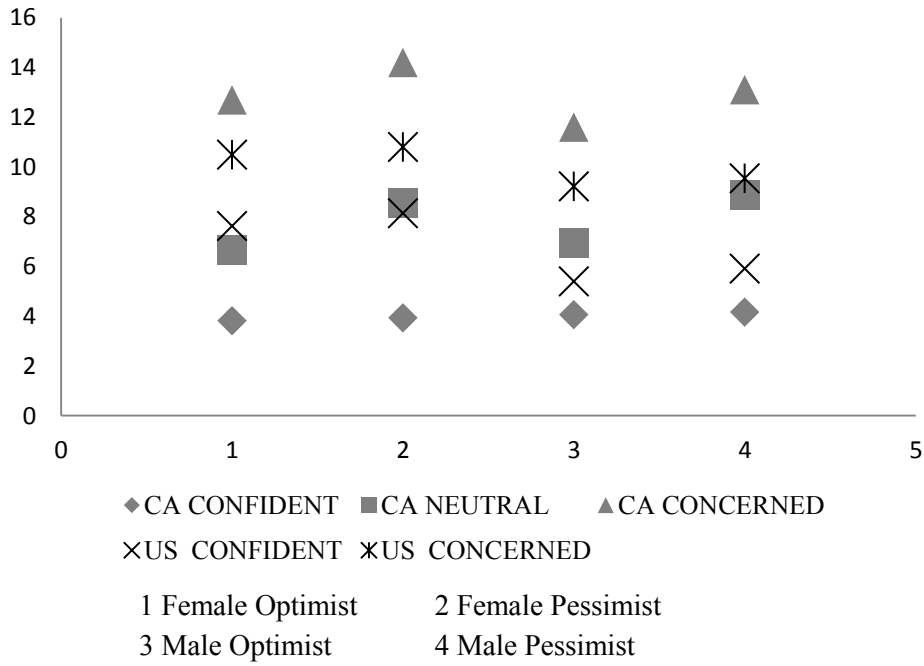 16
14
12
10
8
6
4
2
0
0 1 2 3 4 5
CA CONFIDENT CA NEUTRAL CA CONCERNED
US CONFIDENT US CONCERNED
1 Female Optimist 2 Female Pessimist
3 Male Optimist 4 Male Pessimist